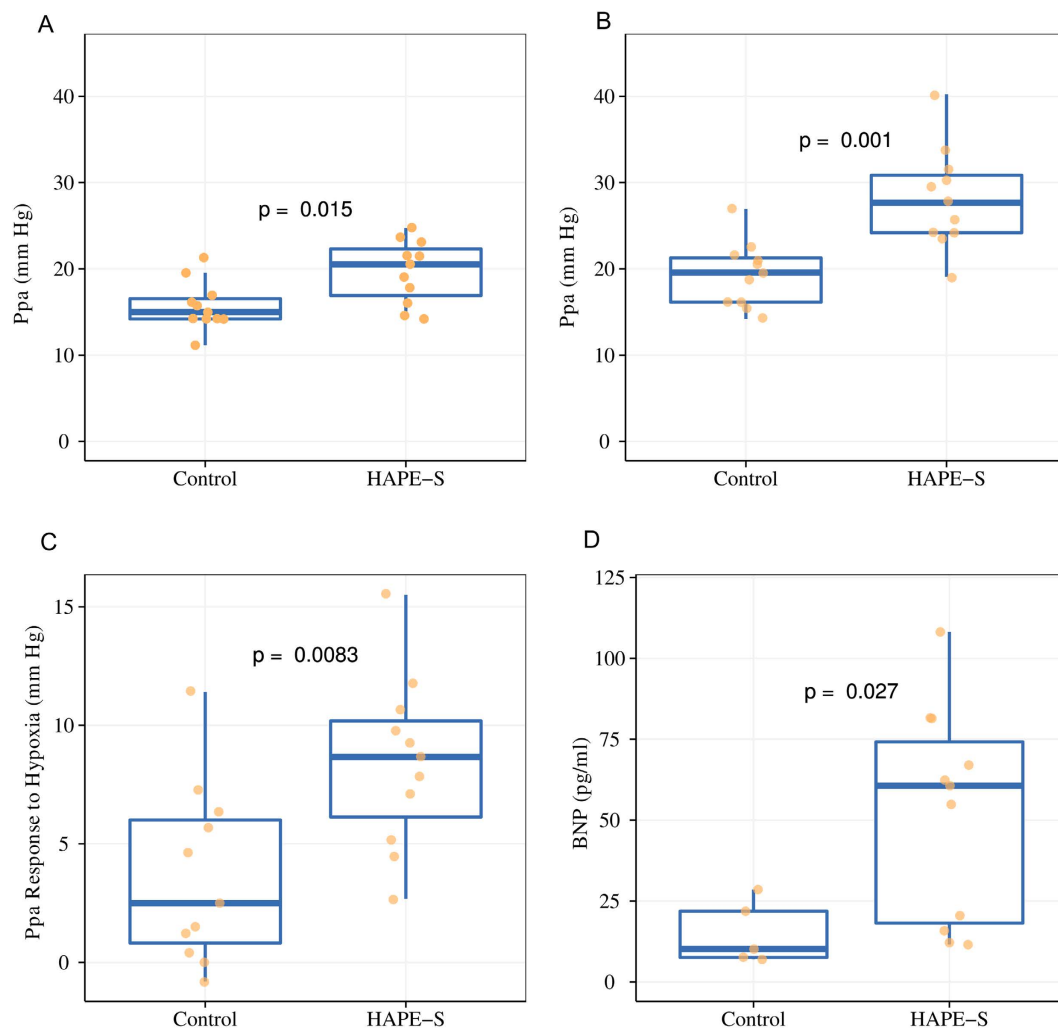 A
Ppa (mm Hg)
40
30
20
10
0
p = 0.015
Control
HAPE−S
B
Ppa (mm Hg)
40
30
20
10
0
p = 0.001
Control
HAPE−S
C
Ppa Response to Hypoxia (mm Hg)
15
10
5
0
p = 0.0083
Control
HAPE−S
D
BNP (pg/ml)
125
100
75
50
25
0
p = 0.027
Control
HAPE−S